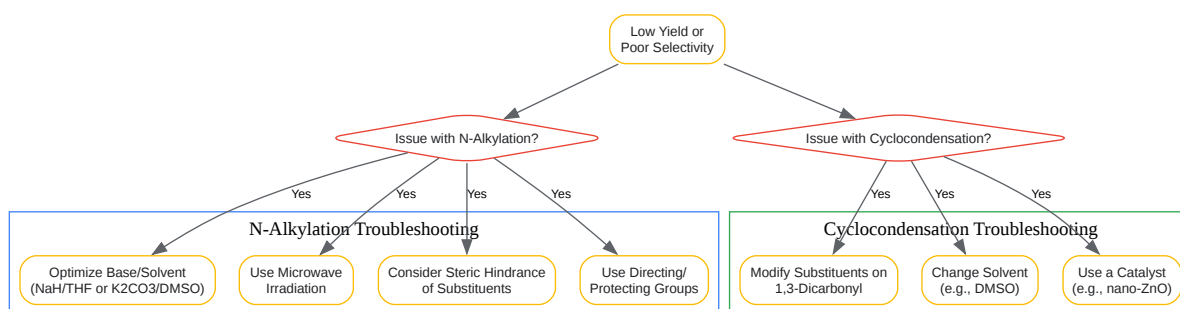 Low Yield or
Poor Selectivity
Issue with N-Alkylation?
Issue with Cyclocondensation?
Yes
Yes
Yes
Yes
Yes
Yes
Yes
N-Alkylation Troubleshooting
Cyclocondensation Troubleshooting
Optimize Base/Solvent
(NaH/THF or K2CO3/DMSO)
Use Microwave
Irradiation
Consider Steric Hindrance
of Substituents
Use Directing/
Protecting Groups
Modify Substituents on
1,3-Dicarbonyl
Change Solvent
(e.g., DMSO)
Use a Catalyst
(e.g., nano-ZnO)